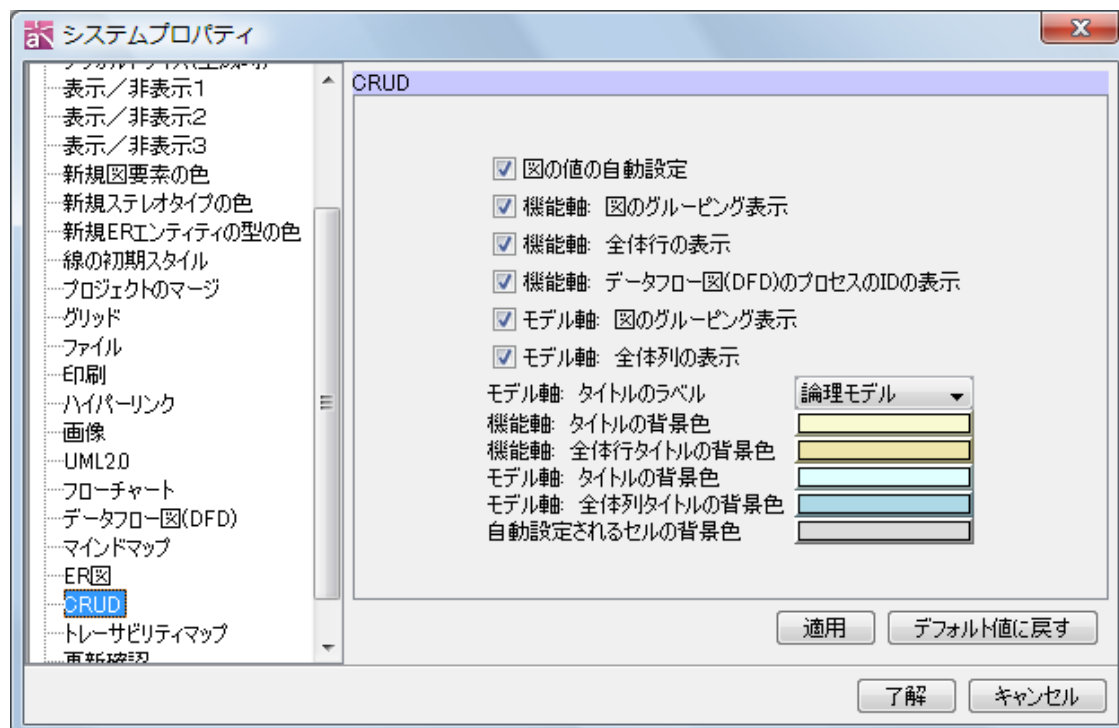 システムプロパティ
表示／非表示1
表示／非表示2
表示／非表示3
新規図要素の色
新規ステレオタイプの色
新規ERエンティティの型の色
線の初期スタイル
プロジェクトのマージ
グリッド
ファイル
印刷
ハイパーリンク
画像
UML2.0
フローチャート
データフロー図(DFD)
マインドマップ
ER図
CRUD
トレーサビリティマップ
更新確認
CRUD
図の値の自動設定
機能軸: 図のグルーピング表示
機能軸: 全体行の表示
機能軸: データフロー図(DFD)のプロセスのIDの表示
モデル軸: 図のグルーピング表示
モデル軸: 全体列の表示
モデル軸: タイトルのラベル 論理モデル
機能軸: タイトルの背景色
機能軸: 全体行タイトルの背景色
モデル軸: タイトルの背景色
モデル軸: 全体列タイトルの背景色
自動設定されるセルの背景色
適用 デフォルト値に戻す
了解 キャンセル